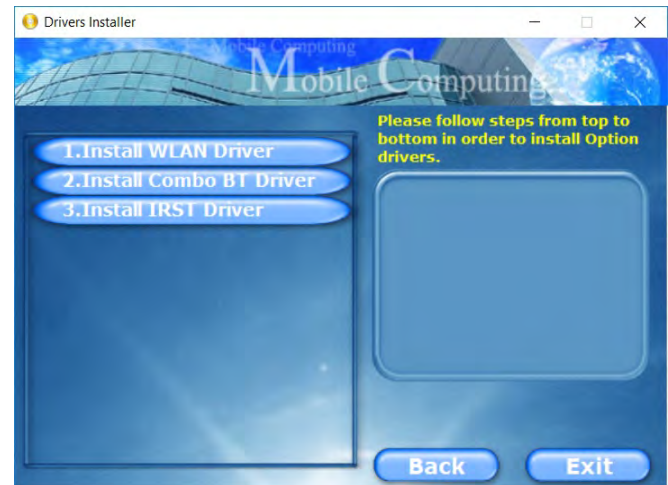 Drivers Installer
Mobile Computing
Mobile Computing
Please follow steps from top to
bottom in order to install Option
drivers.
1.Install WLAN Driver
2.Install Combo BT Driver
3.Install IRST Driver
Back Exit